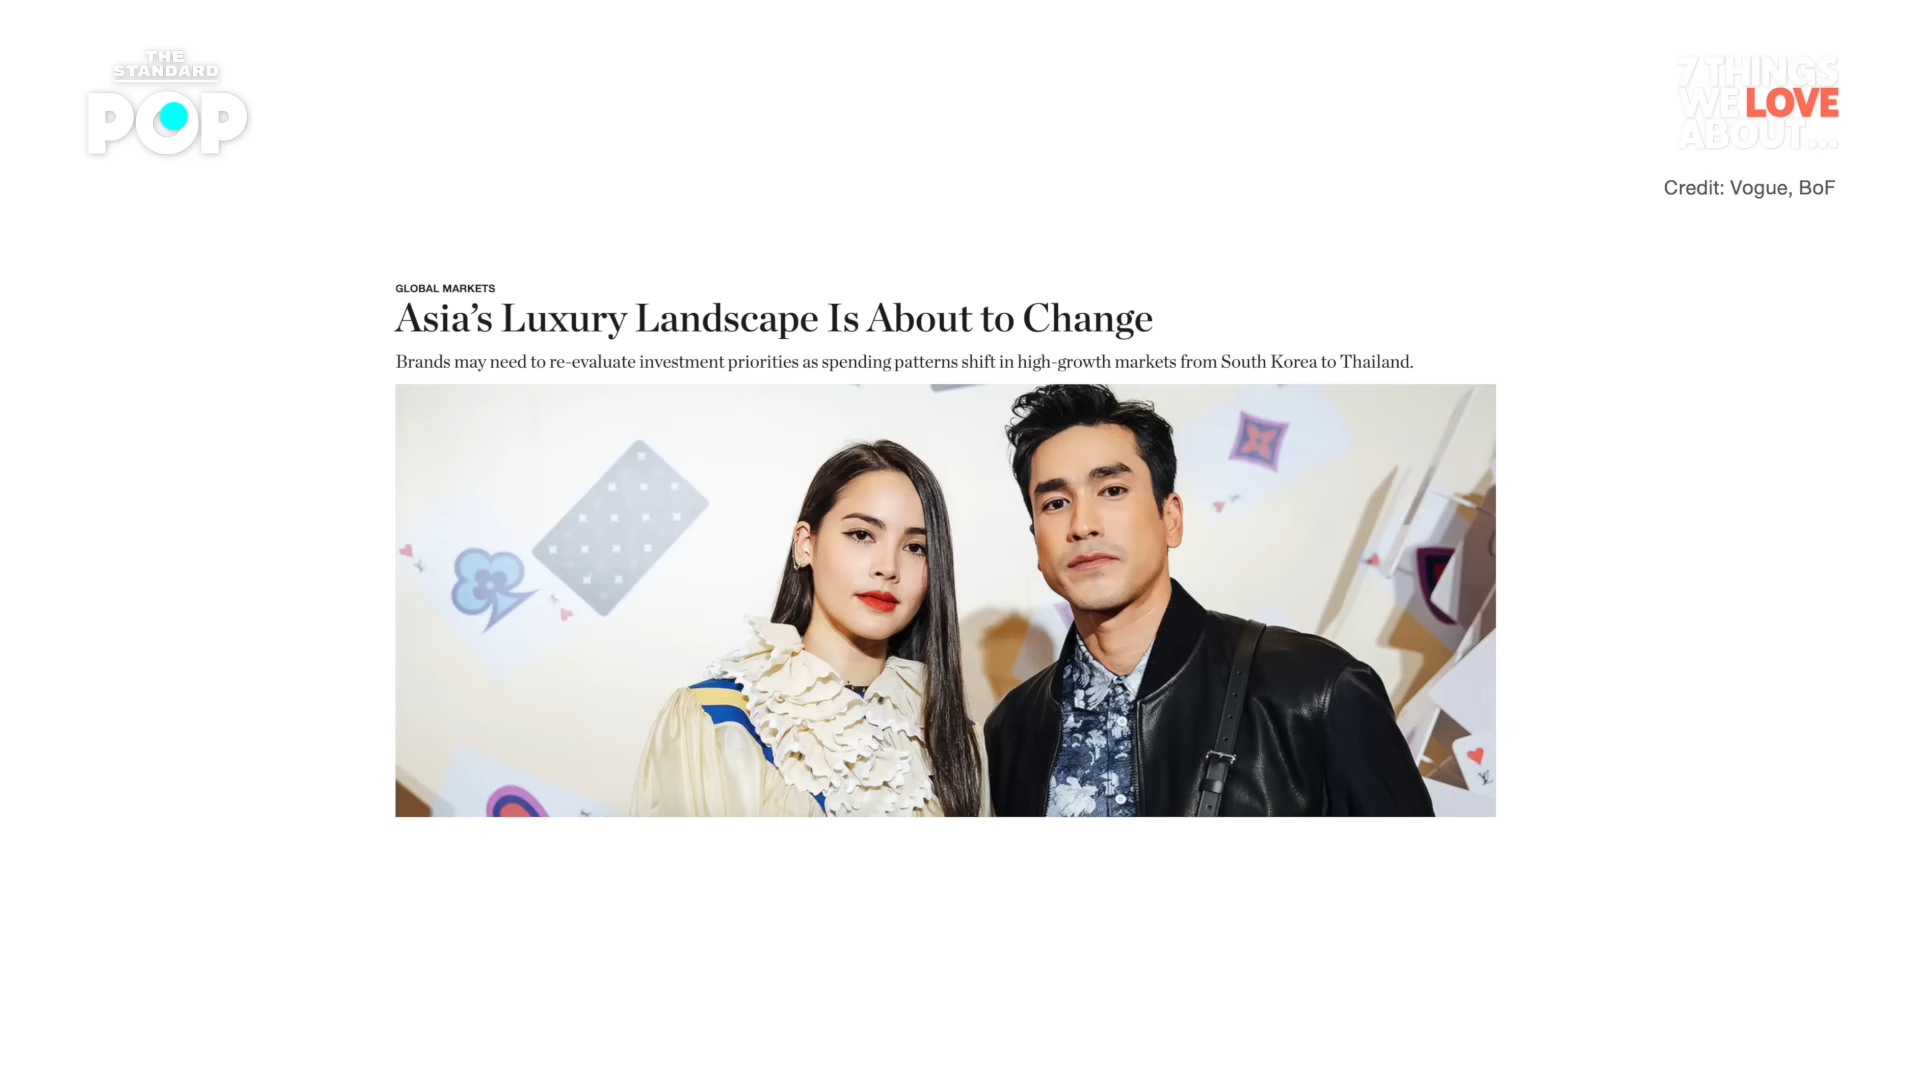 THE
STANDARD
POP
7 THINGS
WE LOVE
ABOUT...
Credit: Vogue, BoF
GLOBAL MARKETS
Asia’s Luxury Landscape Is About to Change
Brands may need to re-evaluate investment priorities as spending patterns shift in high-growth markets from South Korea to Thailand.